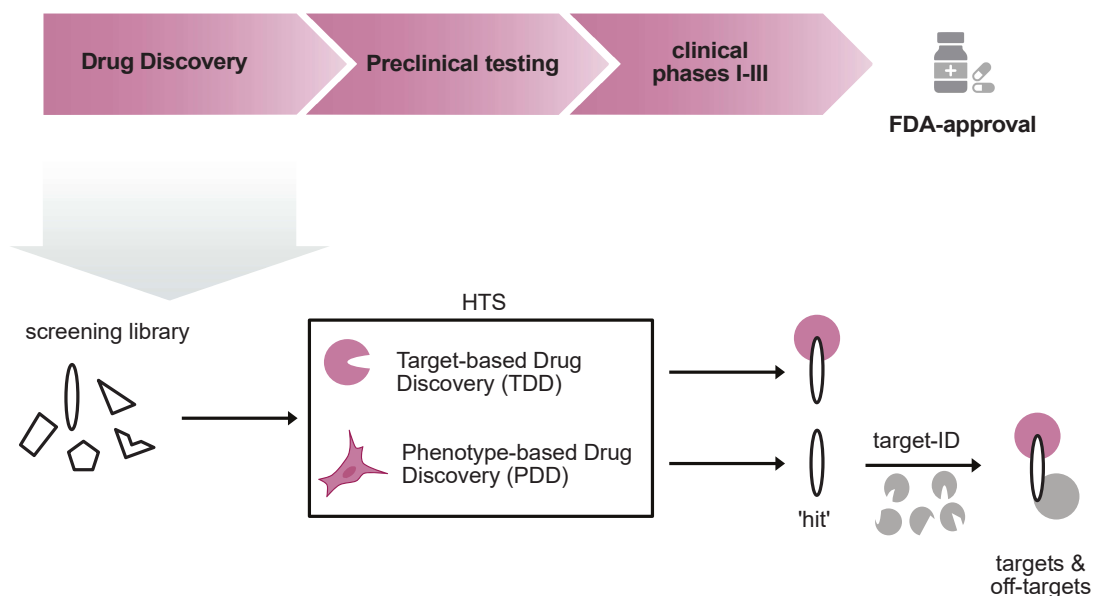 Drug Discovery
Preclinical testing
clinical
phases I-III
FDA-approval
HTS
screening library
Target-based Drug
Discovery (TDD)
Phenotype-based Drug
Discovery (PDD)
target-ID
'hit'
targets &
off-targets